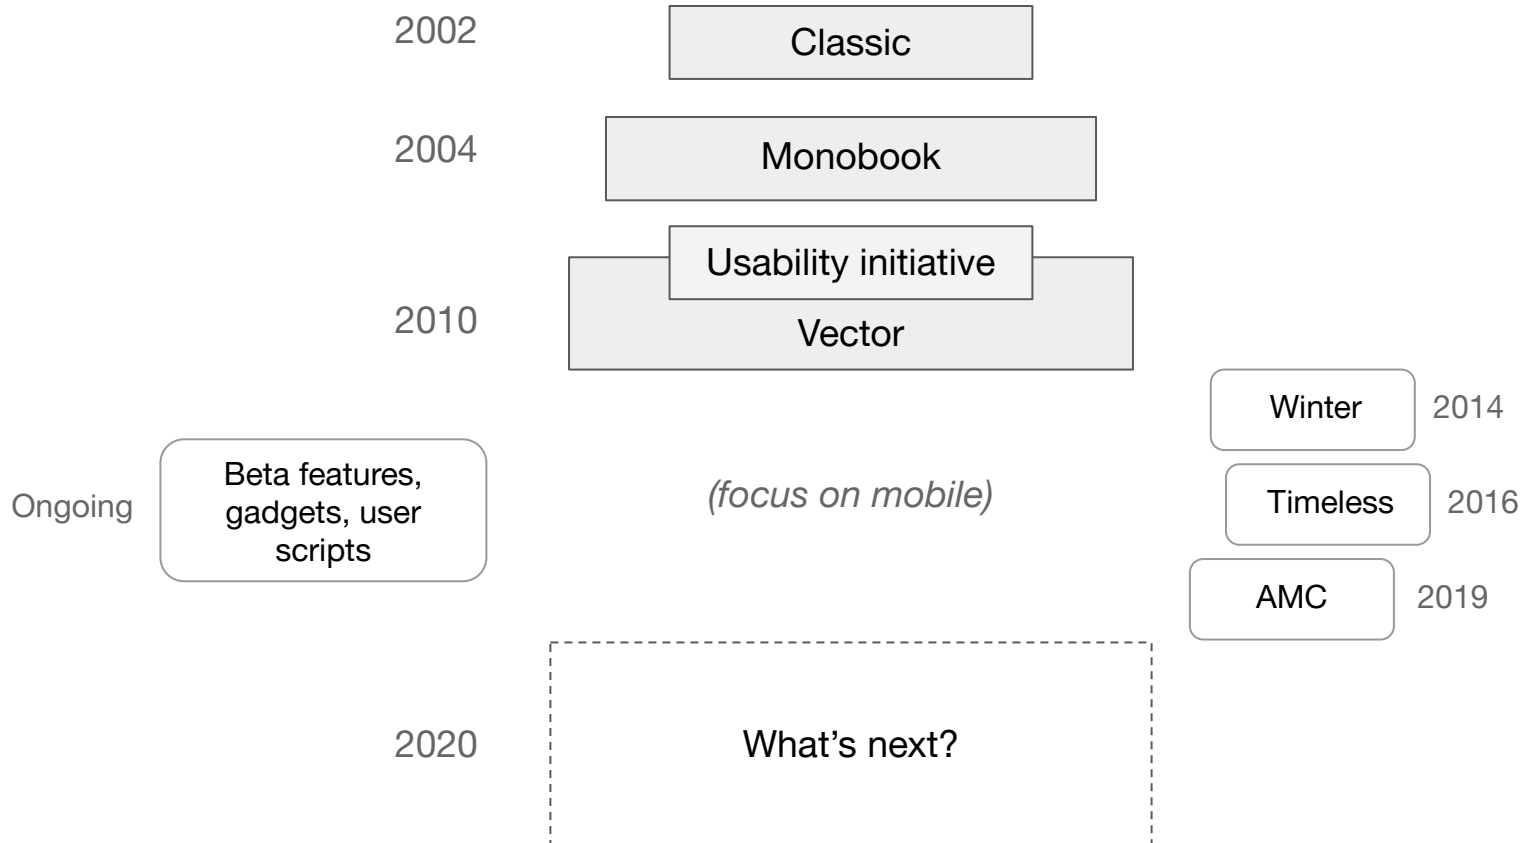 2002
Classic
2004
Monobook
Usability initiative
2010
Vector
Winter
2014
Ongoing
Beta features,
gadgets, user
scripts
(focus on mobile)
Timeless
2016
AMC
2019
2020
What’s next?